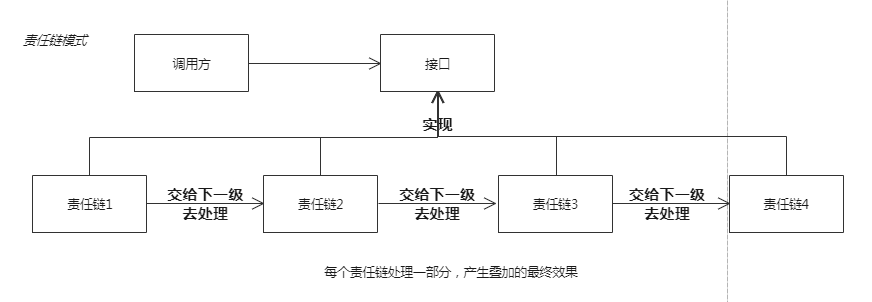 责任链模式
调用方
接口
实现
责任链1
交给下一级
去处理
责任链2
交给下一级
去处理
责任链3
交给下一级
去处理
责任链4
每个责任链处理一部分，产生叠加的最终效果